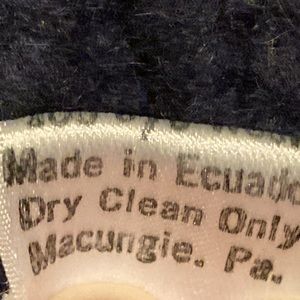 Made in Ecuado
Dry Clean Only
Macungie. Pa.